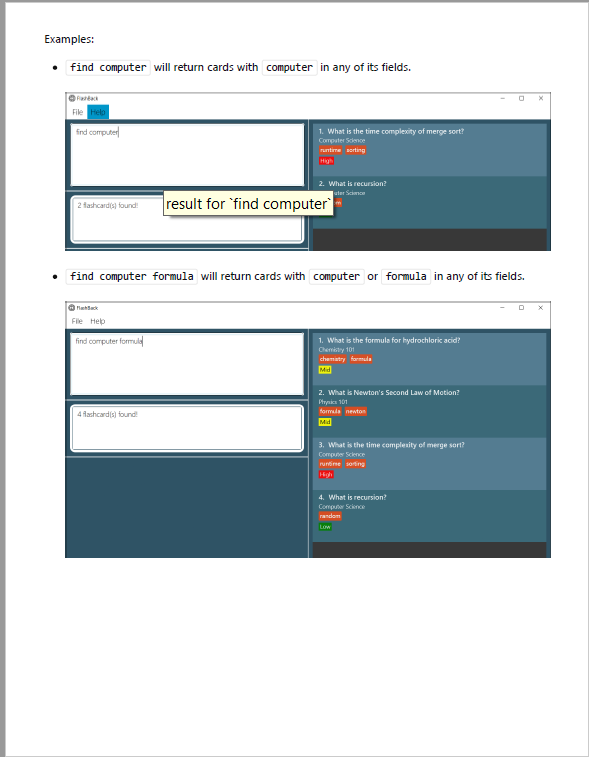 Examples:
find computer will return cards with computer in any of its fields.
FlashBack
File Help
find computer
2 flashcard(s) found!
1. What is the time complexity of merge sort?
Computer Science
runtime sorting
High
2. What is recursion?
uter Science
m
result for `find computer`
find computer formula will return cards with computer or formula in any of its fields.
FlashBack
File Help
find computer formula
4 flashcard(s) found!
1. What is the formula for hydrochloric acid?
Chemistry 101
chemistry formula
Mid
2. What is Newton's Second Law of Motion?
Physics 101
formula newton
Mid
3. What is the time complexity of merge sort?
Computer Science
runtime sorting
High
4. What is recursion?
Computer Science
random
Low